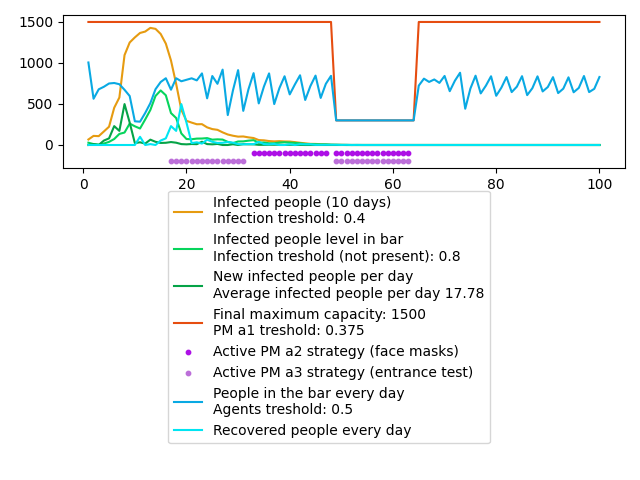 1500
1000
500
0
0
20
40
60
80
100
Infected people (10 days)
Infection treshold: 0.4
Infected people level in bar
Infection treshold (not present): 0.8
New infected people per day
Average infected people per day 17.78
Final maximum capacity: 1500
PM a1 treshold: 0.375
Active PM a2 strategy (face masks)
Active PM a3 strategy (entrance test)
People in the bar every day
Agents treshold: 0.5
Recovered people every day